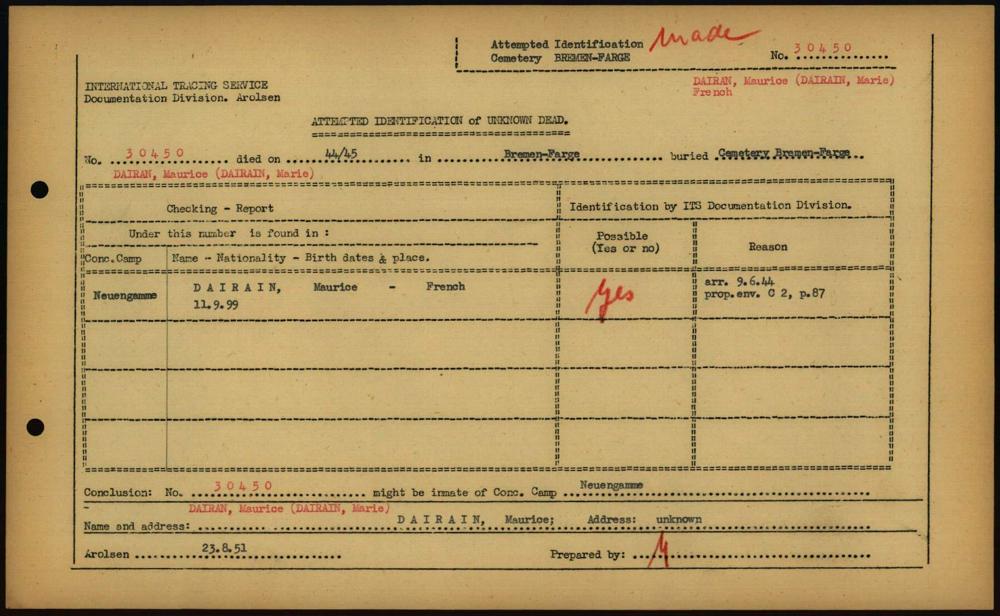 Attempted Identification made
Cemetery BREMEN-FARGE No. 30450
DAIRAN, Maurice (DAIRAIN, Marie)
French
INTERNATIONAL TRACING SERVICE
Documentation Division. Arolsen
ATTEMPTED IDENTIFICATION of UNKNOWN DEAD.
No. 30450 died on 44/45 in Bremen-Farge buried Cemetery Bremen-Farge
DAIRAN, Maurice (DAIRAIN, Marie)
Checking - Report Identification by ITS Documentation Division.
Under this number is found in :
Possible
(Yes or no) Reason
Conc.Camp Name - Nationality - Birth dates & place.
Neuengamme D A I R A I N, Maurice - French yes arr. 9.6.44
11.9.99 prop.env. C 2, p.87
Conclusion: No. 30450 might be inmate of Conc. Camp Neuengamme
DAIRAN, Maurice (DAIRAIN, Marie)
Name and address: D A I R A I N, Maurice; Address: unknown
Arolsen 23.8.51 Prepared by: